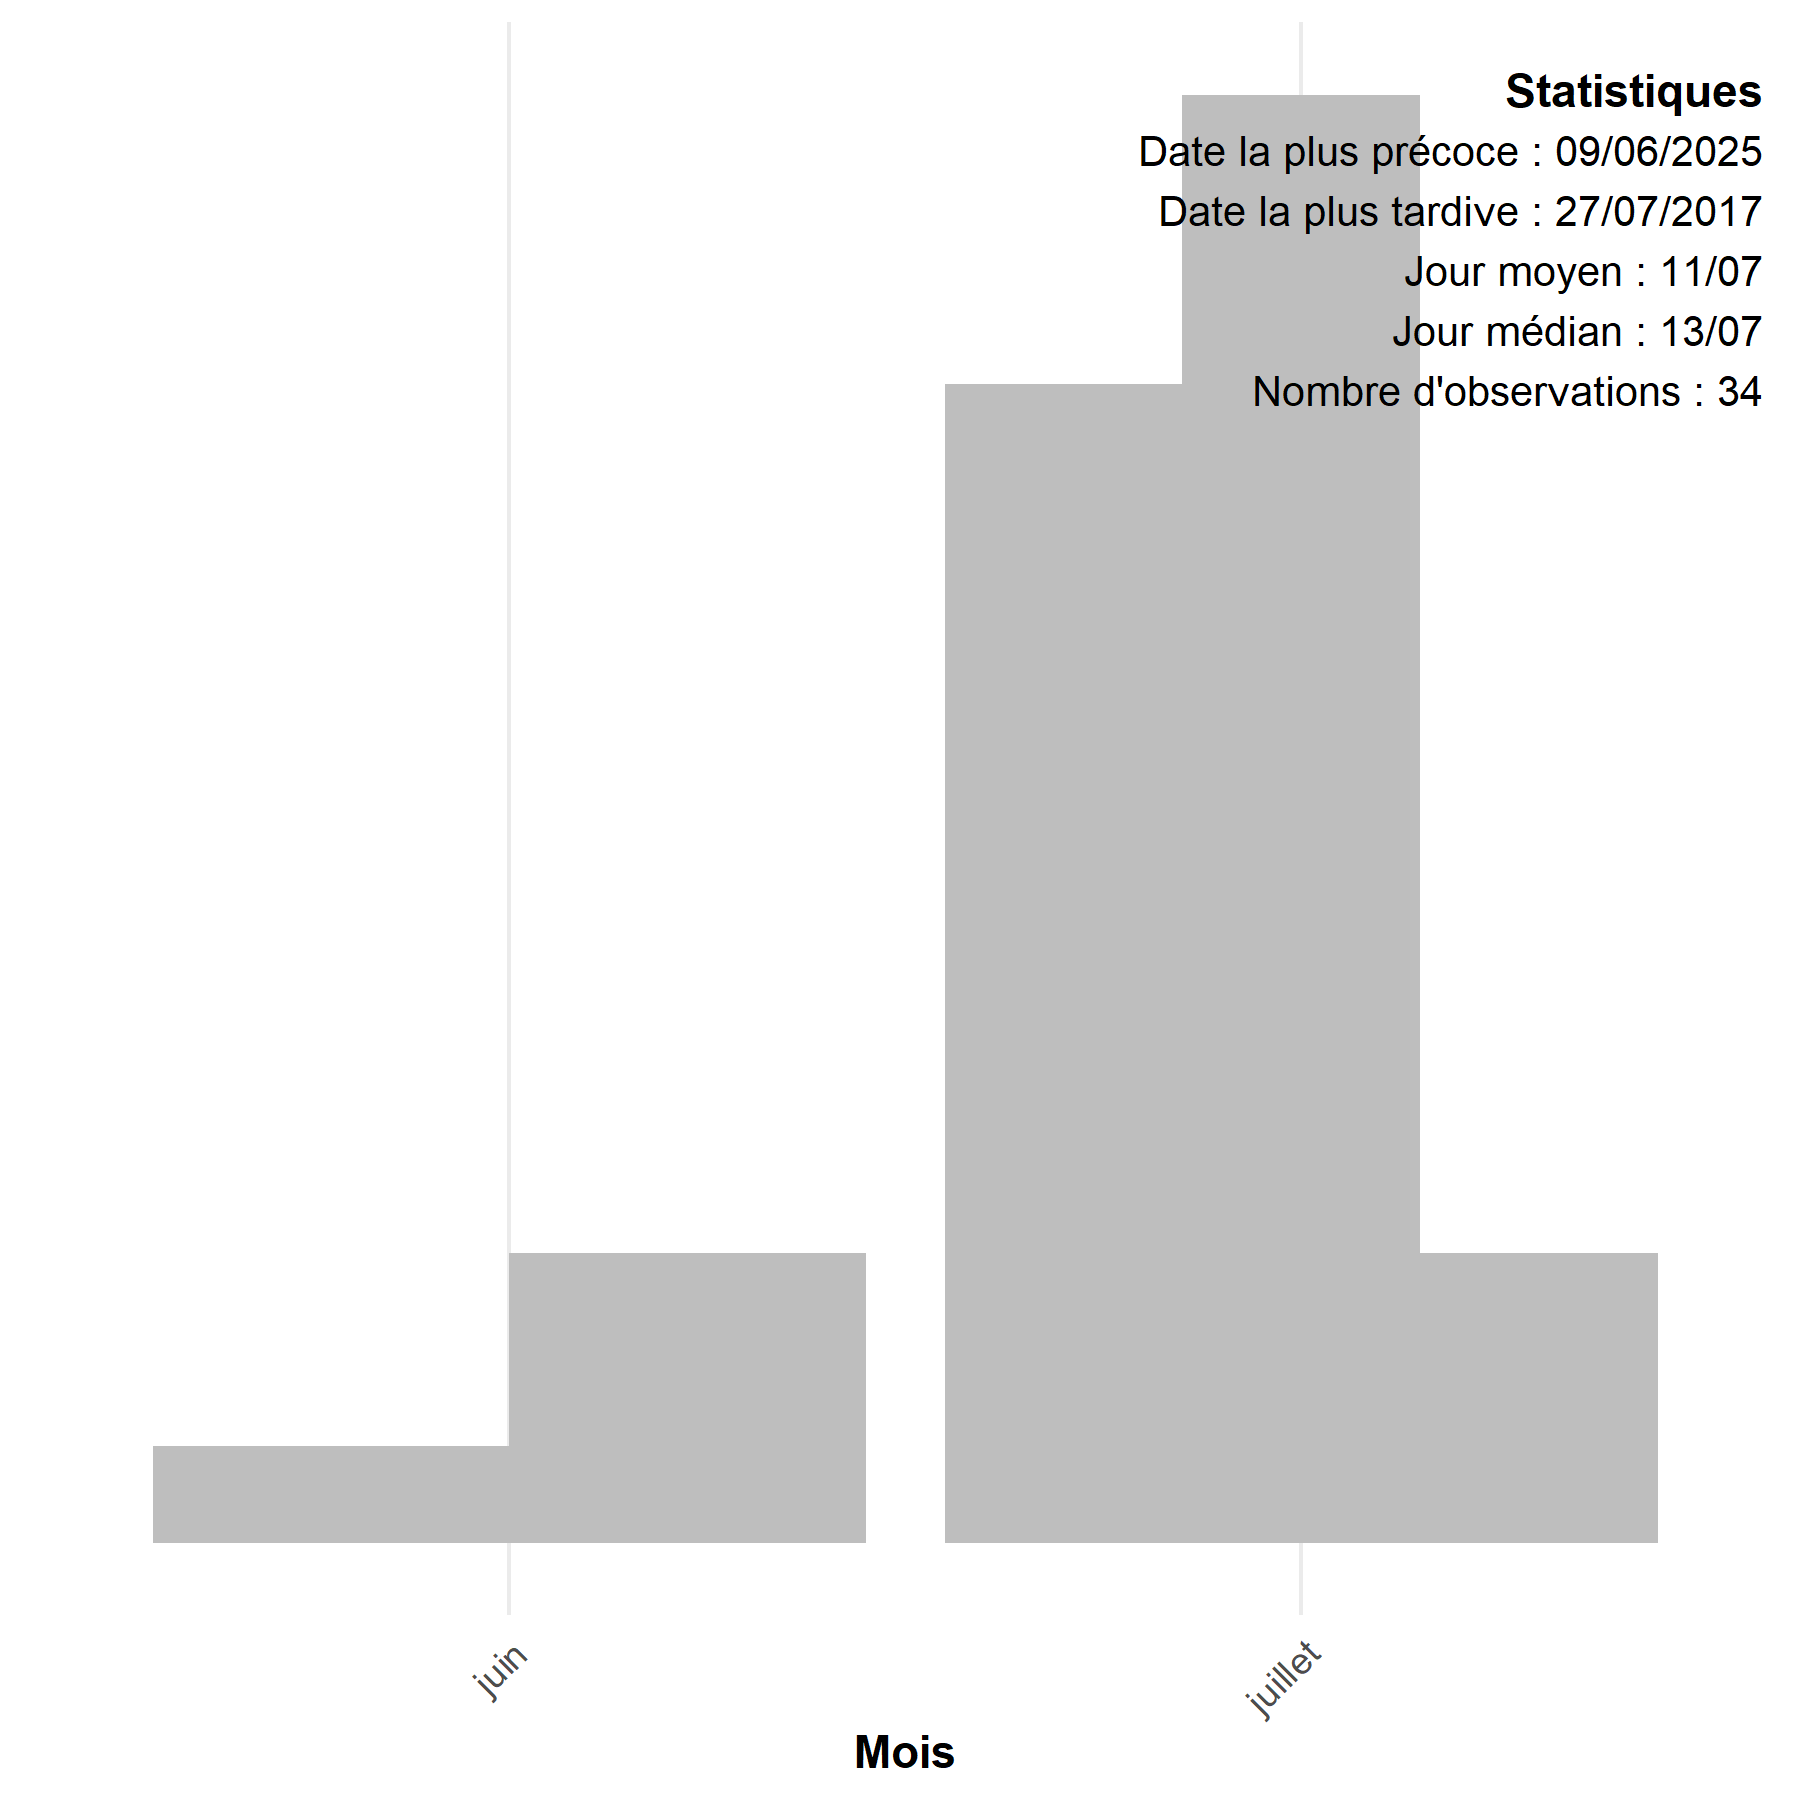 Statistiques
Date la plus précoce : 09/06/2025
Date la plus tardive : 27/07/2017
Jour moyen : 11/07
Jour médian : 13/07
Nombre d'observations : 34
juin
juillet
Mois